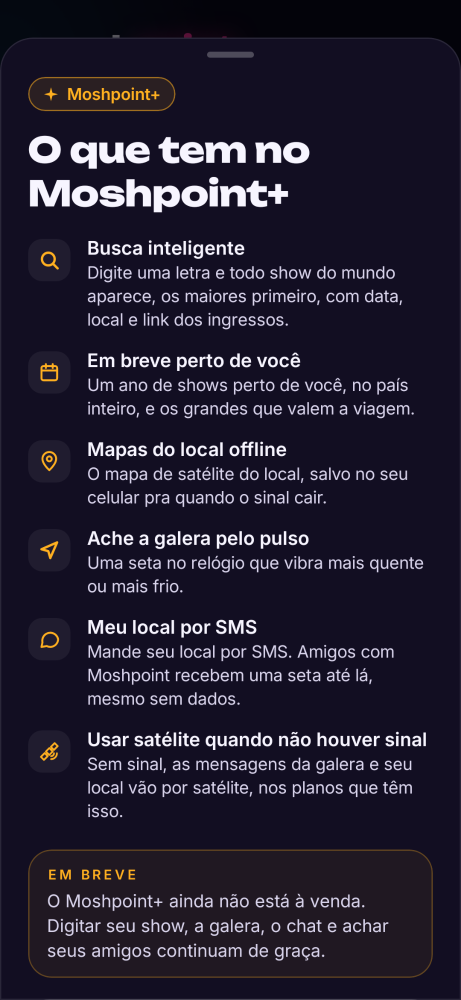 Moshpoint+
O que tem no
Moshpoint+
Busca inteligente
Digite uma letra e todo show do mundo
aparece, os maiores primeiro, com data,
local e link dos ingressos.
Em breve perto de você
Um ano de shows perto de você, no país
inteiro, e os grandes que valem a viagem.
Mapas do local offline
O mapa de satélite do local, salvo no seu
celular pra quando o sinal cair.
Ache a galera pelo pulso
Uma seta no relógio que vibra mais quente
ou mais frio.
Meu local por SMS
Mande seu local por SMS. Amigos com
Moshpoint recebem uma seta até lá,
mesmo sem dados.
Usar satélite quando não houver sinal
Sem sinal, as mensagens da galera e seu
local vão por satélite, nos planos que têm
isso.
EM BREVE
O Moshpoint+ ainda não está à venda.
Digitar seu show, a galera, o chat e achar
seus amigos continuam de graça.